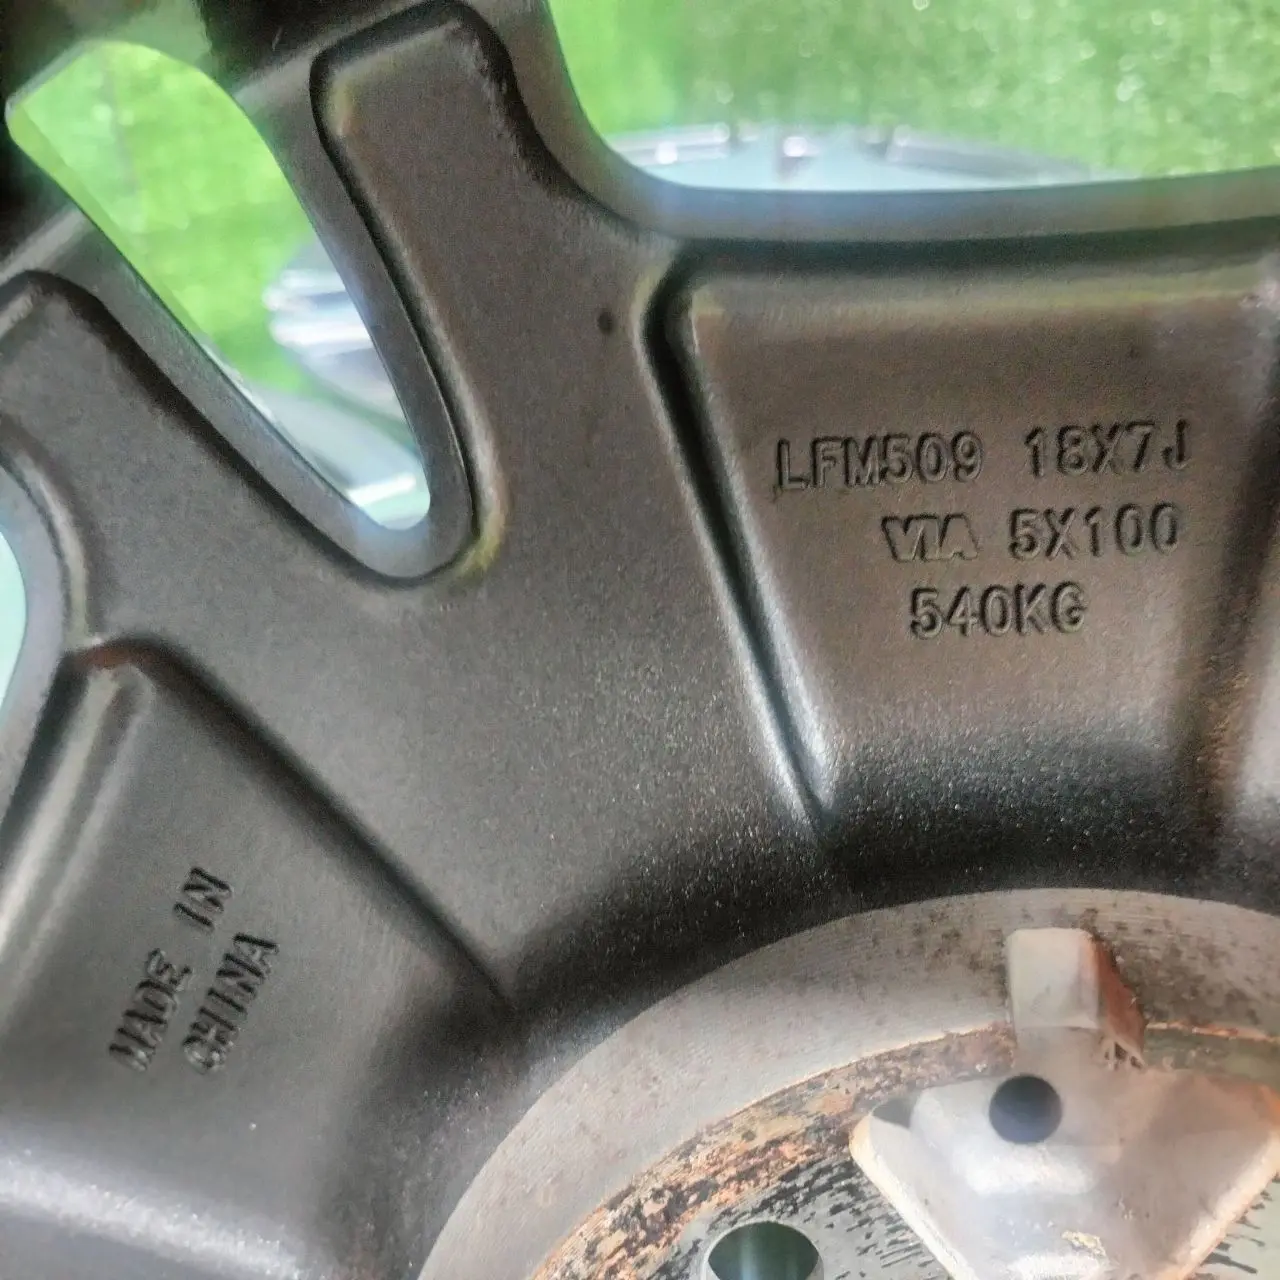 LFM509 18X7J
VIA 5X100
540KG
MADE IN
CHINA